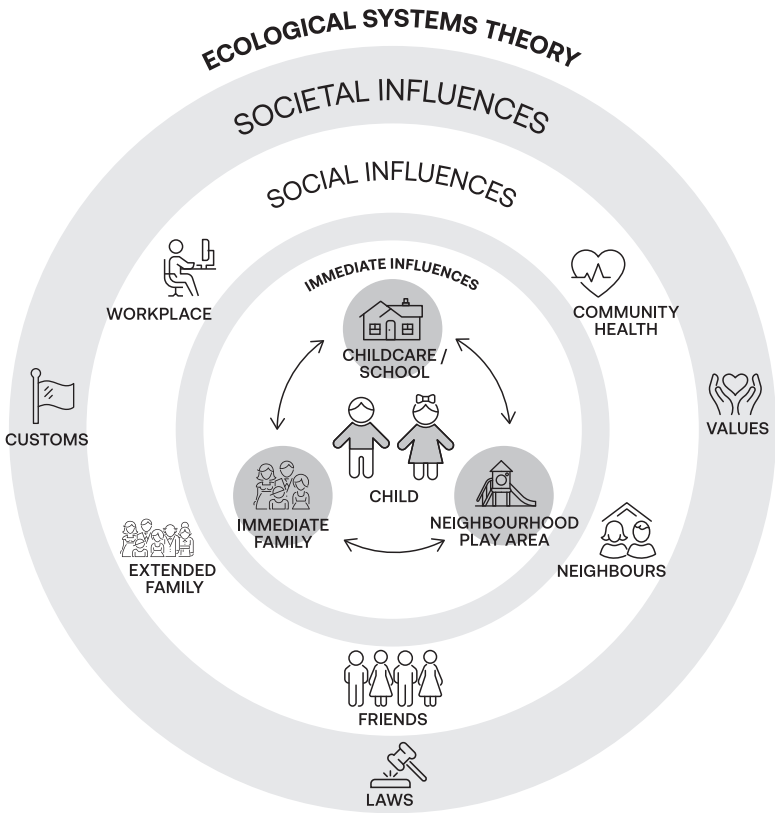 ECOLOGICAL SYSTEMS THEORY
SOCIETAL INFLUENCES
SOCIAL INFLUENCES
IMMEDIATE INFLUENCES
WORKPLACE
COMMUNITY
HEALTH
CHILDCARE /
SCHOOL
CUSTOMS
VALUES
CHILD
IMMEDIATE
FAMILY
NEIGHBOURHOOD
PLAY AREA
EXTENDED
FAMILY
NEIGHBOURS
FRIENDS
LAWS